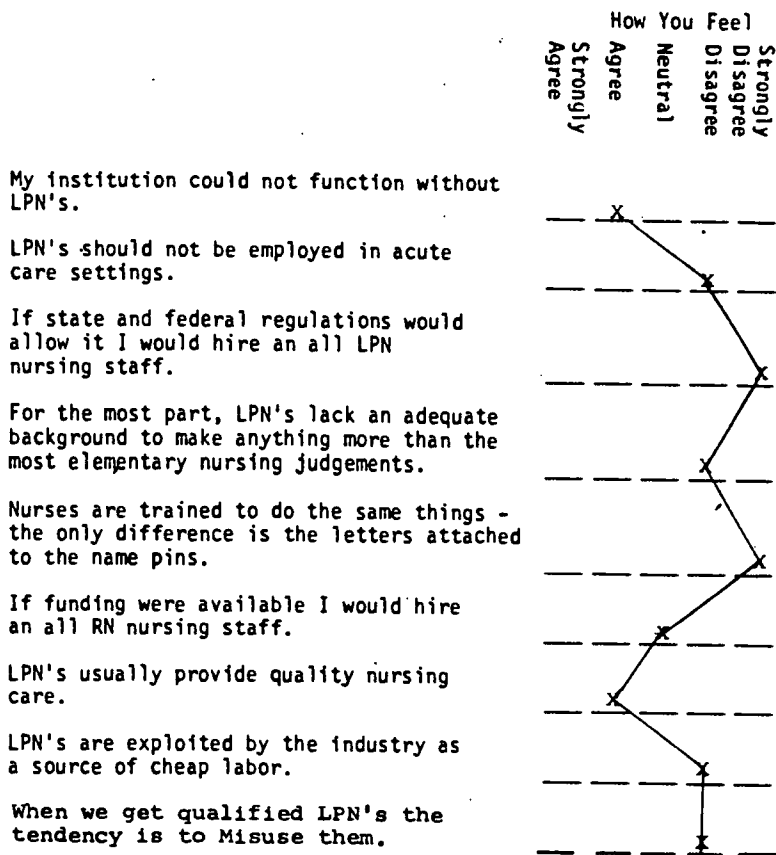 How You Feel
Strongly Agree
Agree
Neutral
Disagree
Strongly Disagree
My institution could not function without
LPN's.
X
LPN's should not be employed in acute
care settings.
X
If state and federal regulations would
allow it I would hire an all LPN
nursing staff.
X
For the most part, LPN's lack an adequate
background to make anything more than the
most elementary nursing judgements.
X
Nurses are trained to do the same things -
the only difference is the letters attached
to the name pins.
X
If funding were available I would hire
an all RN nursing staff.
X
LPN's usually provide quality nursing
care.
X
LPN's are exploited by the industry as
a source of cheap labor.
X
When we get qualified LPN's the
tendency is to Misuse them.
X